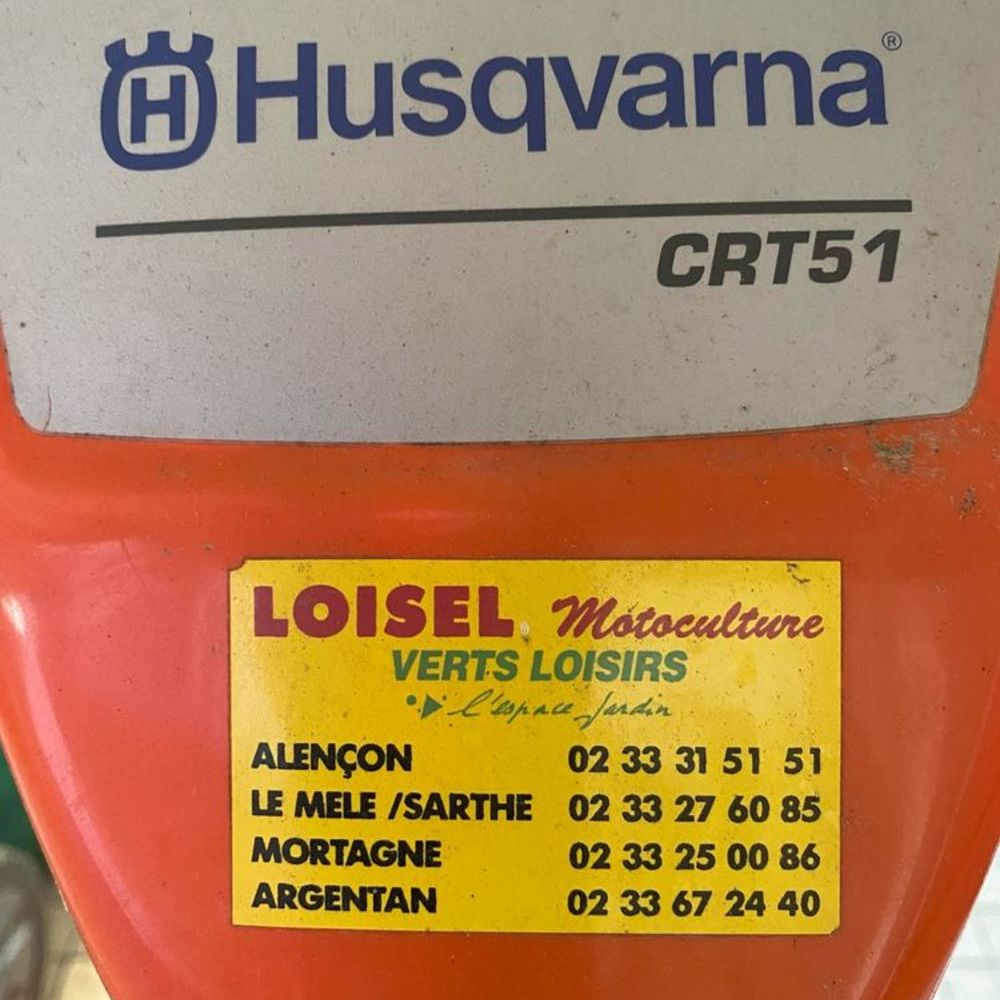 H Husqvarna®
CRT51
LOISEL Motoculture
VERTS LOISIRS
l'espace Jardin
ALENÇON 02 33 31 51 51
LE MELE /SARTHE 02 33 27 60 85
MORTAGNE 02 33 25 00 86
ARGENTAN 02 33 67 24 40